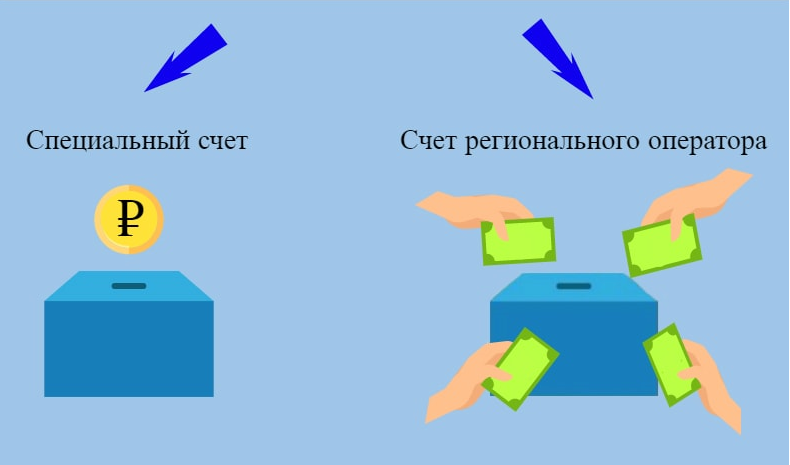 Специальный счет
Счет регионального оператора
₽